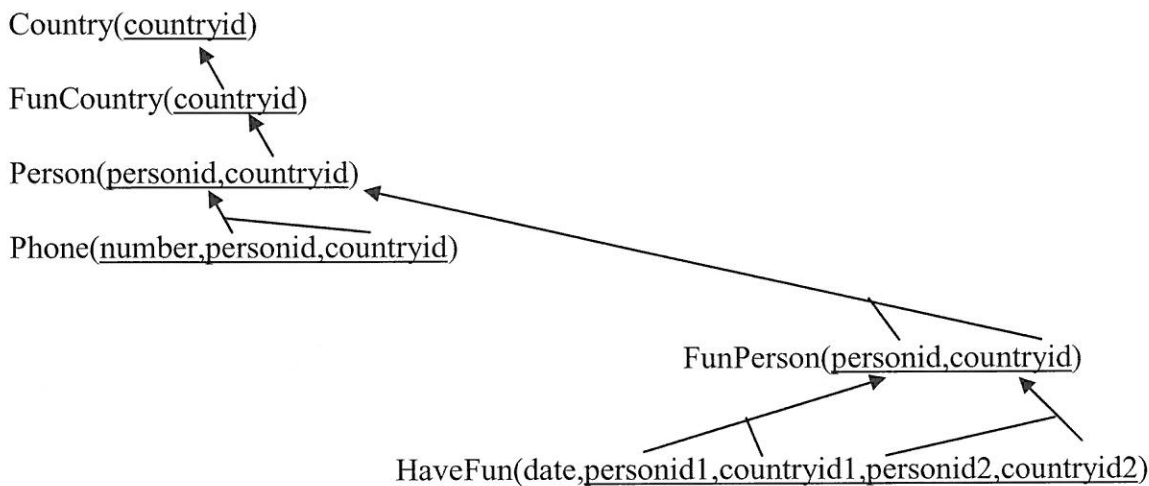 Country(countryid)
FunCountry(countryid)
Person(personid,countryid)
Phone(number,personid,countryid)
FunPerson(personid,countryid)
HaveFun(date,personid1,countryid1,personid2,countryid2)